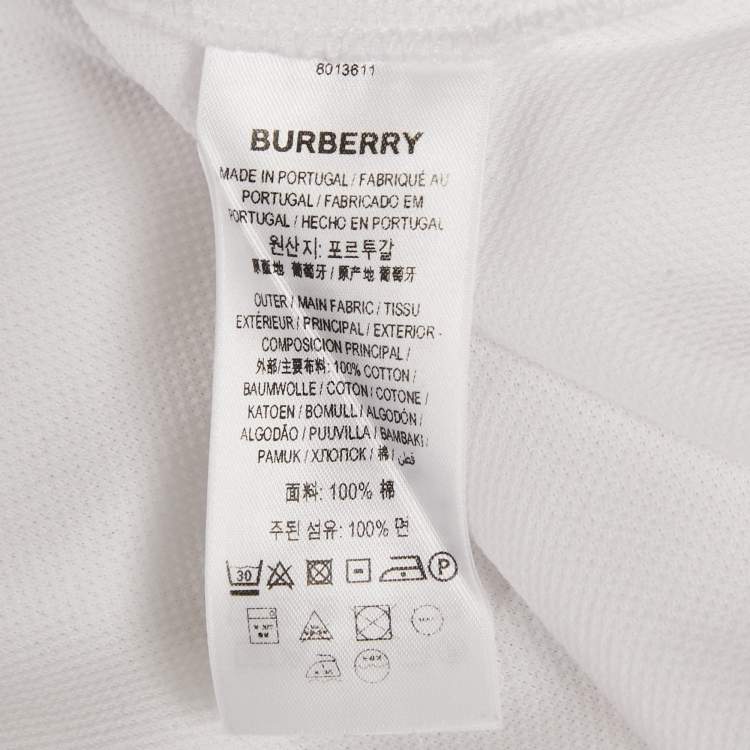 8013611
BURBERRY
MADE IN PORTUGAL / FABRIQUÉ AU
PORTUGAL / FABRICADO EM
PORTUGAL / HECHO EN PORTUGAL
원산지: 포르투갈
原產地 葡萄牙 / 原产地 葡萄牙
OUTER / MAIN FABRIC / TISSU
EXTÉRIEUR / PRINCIPAL / EXTERIOR -
COMPOSICION PRINCIPAL /
外部/主要布料: 100% COTTON /
BAUMWOLLE / COTON / COTONE /
KATOEN / BOMULL / ALGODÓN /
ALGODÃO / PUUVILLA / BAMBAKI /
PAMUK / ХЛОПОК / 棉 / قطن
面料: 100% 棉
주된 섬유: 100% 면
30 P